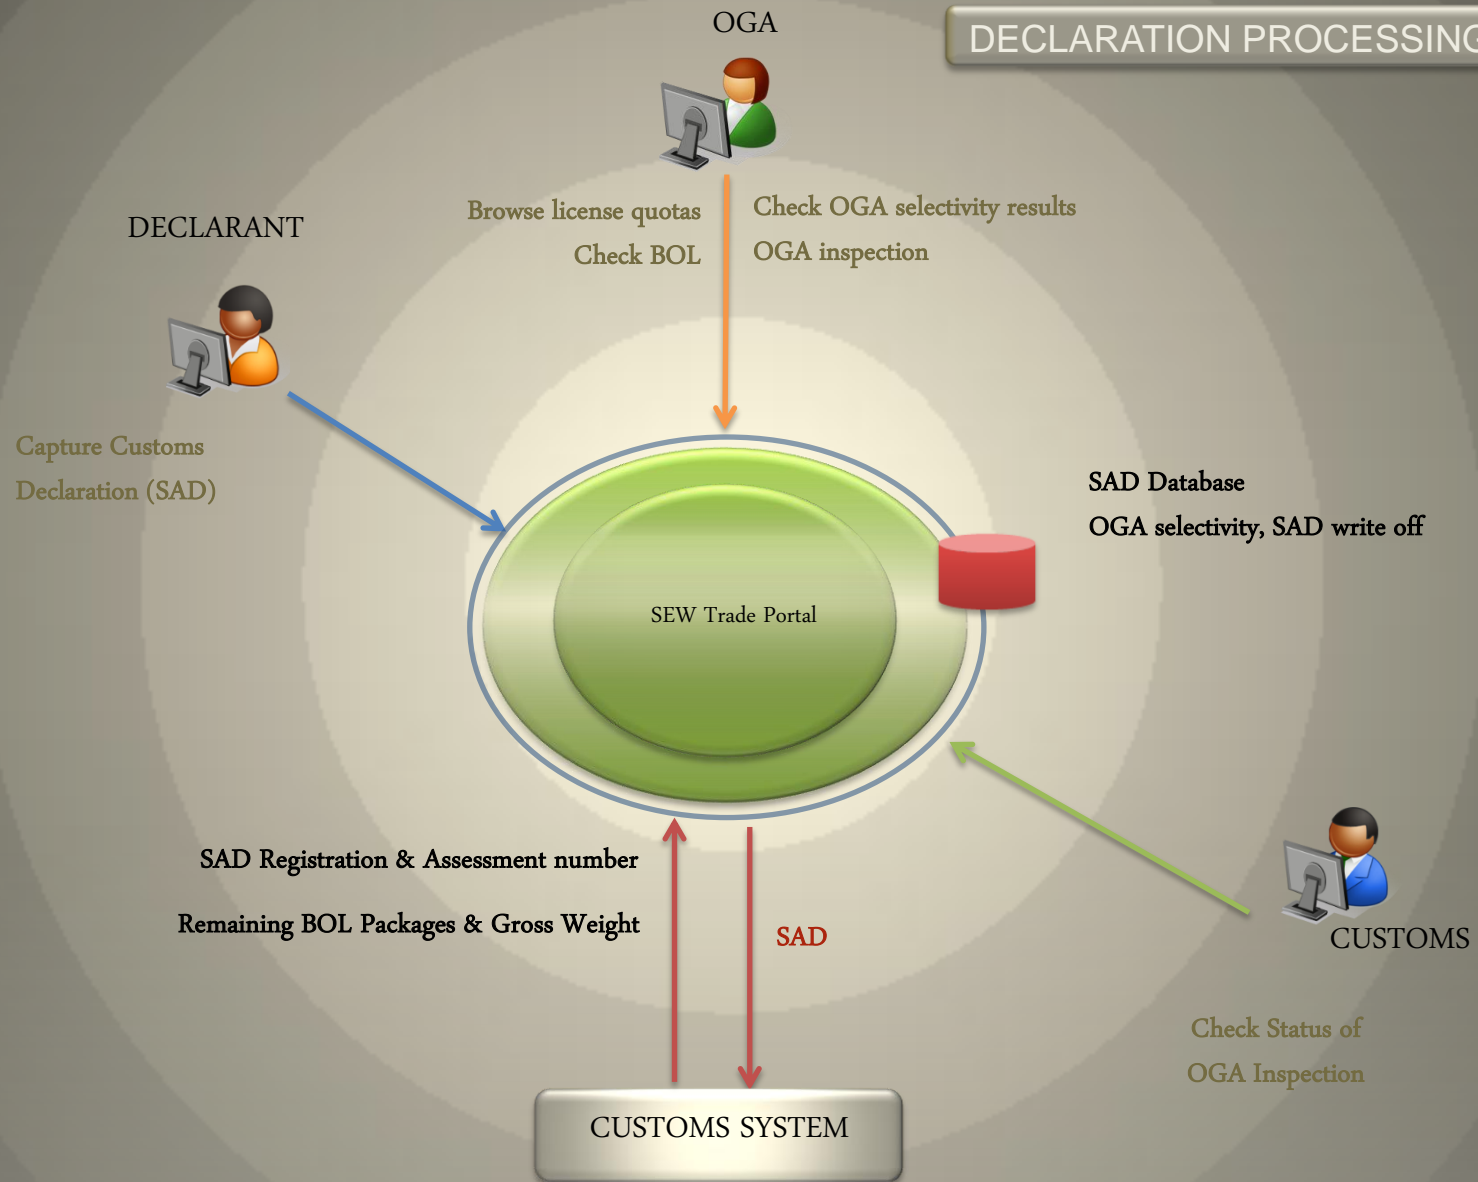 OGA
DECLARATION PROCESSING
Browse license quotas
Check BOL
Check OGA selectivity results
OGA inspection
DECLARANT
Capture Customs
Declaration (SAD)
SAD Database
OGA selectivity, SAD write off
SEW Trade Portal
SAD Registration & Assessment number
Remaining BOL Packages & Gross Weight
SAD
CUSTOMS
Check Status of
OGA Inspection
CUSTOMS SYSTEM